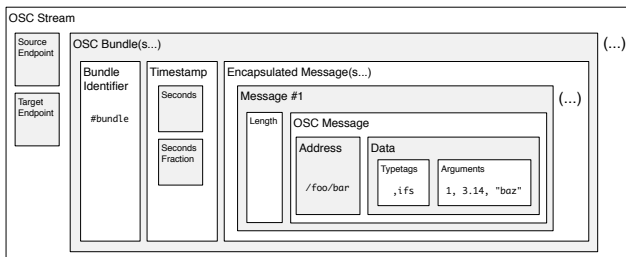 OSC Stream
Source
Endpoint
Target
Endpoint
OSC Bundle(s...)
(...)
Bundle
Identifier
#bundle
Timestamp
Seconds
Seconds
Fraction
Encapsulated Message(s...)
Message #1
(...)
Length
OSC Message
Address
/foo/bar
Data
Typetags
,ifs
Arguments
1, 3.14, "baz"